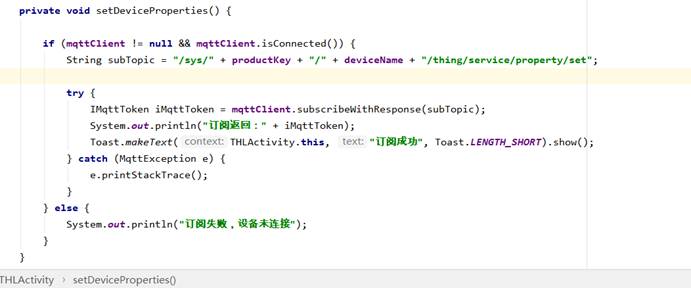 private void setDeviceProperties() {
if (mqttClient != null && mqttClient.isConnected()) {
String subTopic = "/sys/" + productKey + "/" + deviceName + "/thing/service/property/set";
try {
IMqttToken iMqttToken = mqttClient.subscribeWithResponse(subTopic);
System.out.println("订阅返回：" + iMqttToken);
Toast.makeText( context: THLActivity.this, text: "订阅成功", Toast.LENGTH_SHORT).show();
} catch (MqttException e) {
e.printStackTrace();
}
} else {
System.out.println("订阅失败，设备未连接");
}
}
THLActivity › setDeviceProperties()